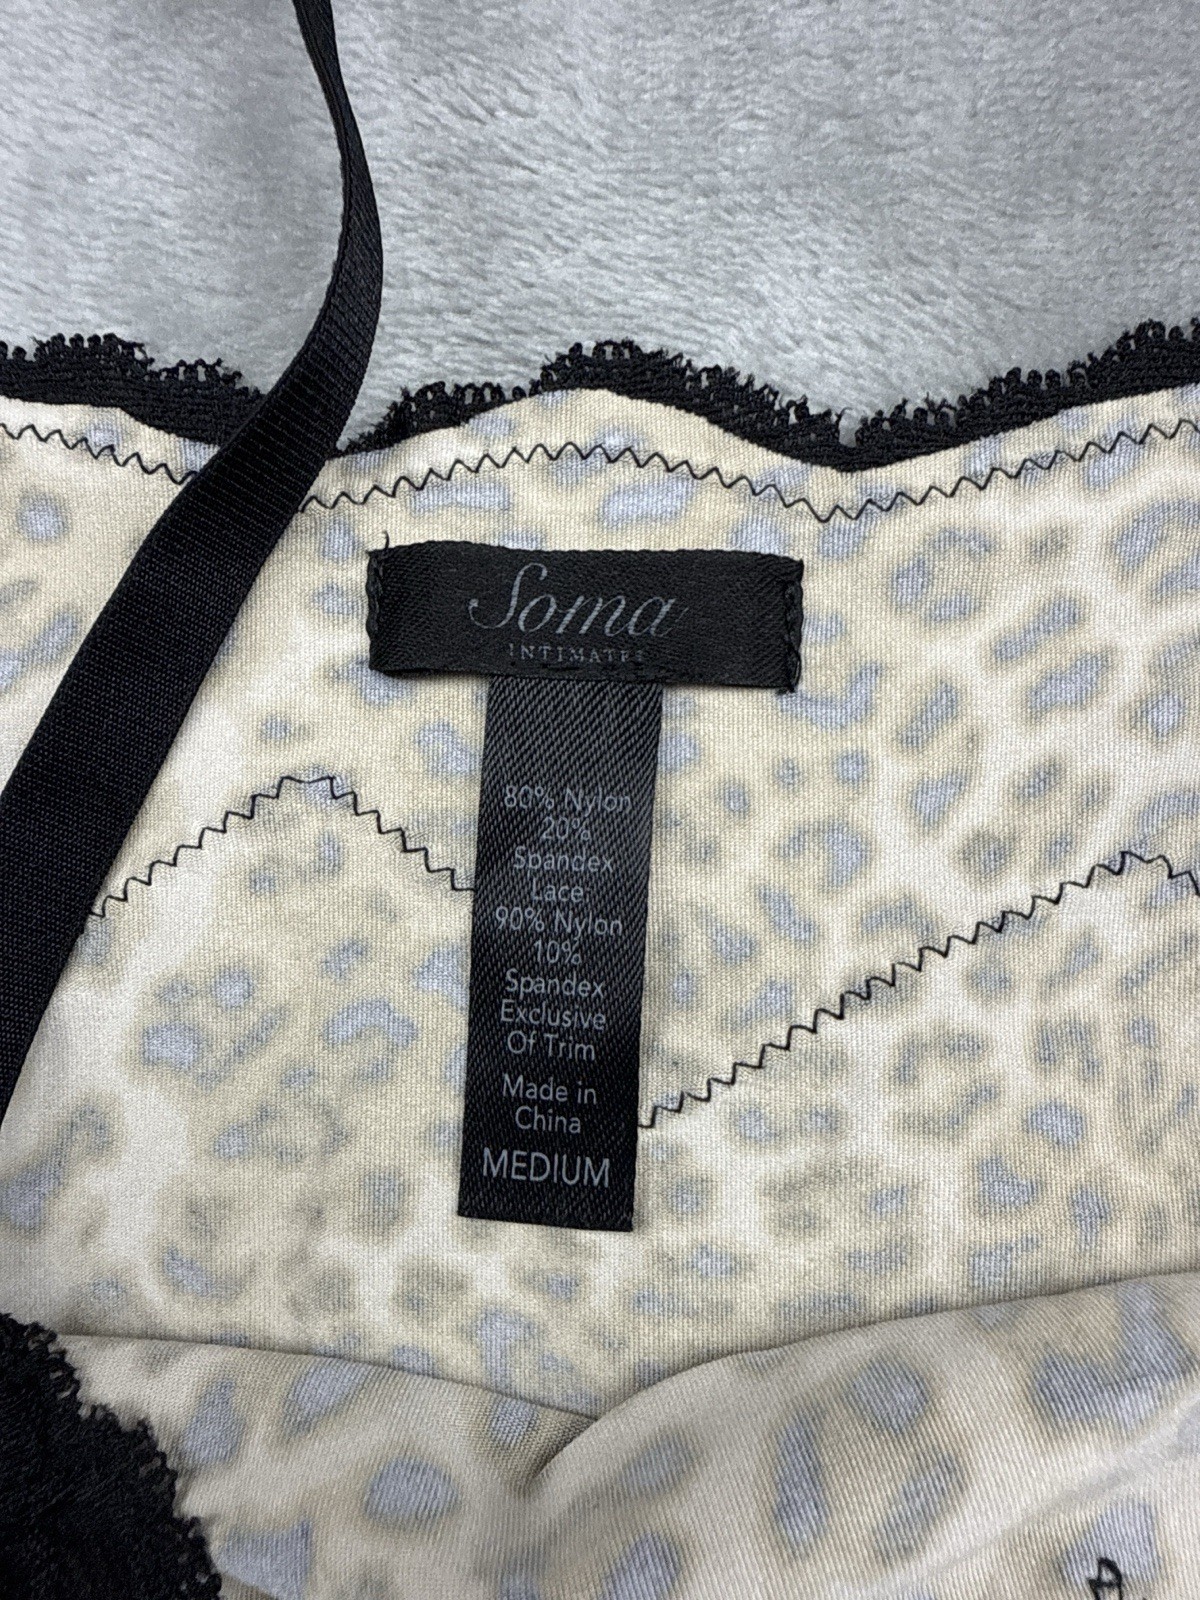 Soma
INTIMATES
80% Nylon
20%
Spandex
Lace:
90% Nylon
10%
Spandex
Exclusive
Of Trim
Made in
China
MEDIUM